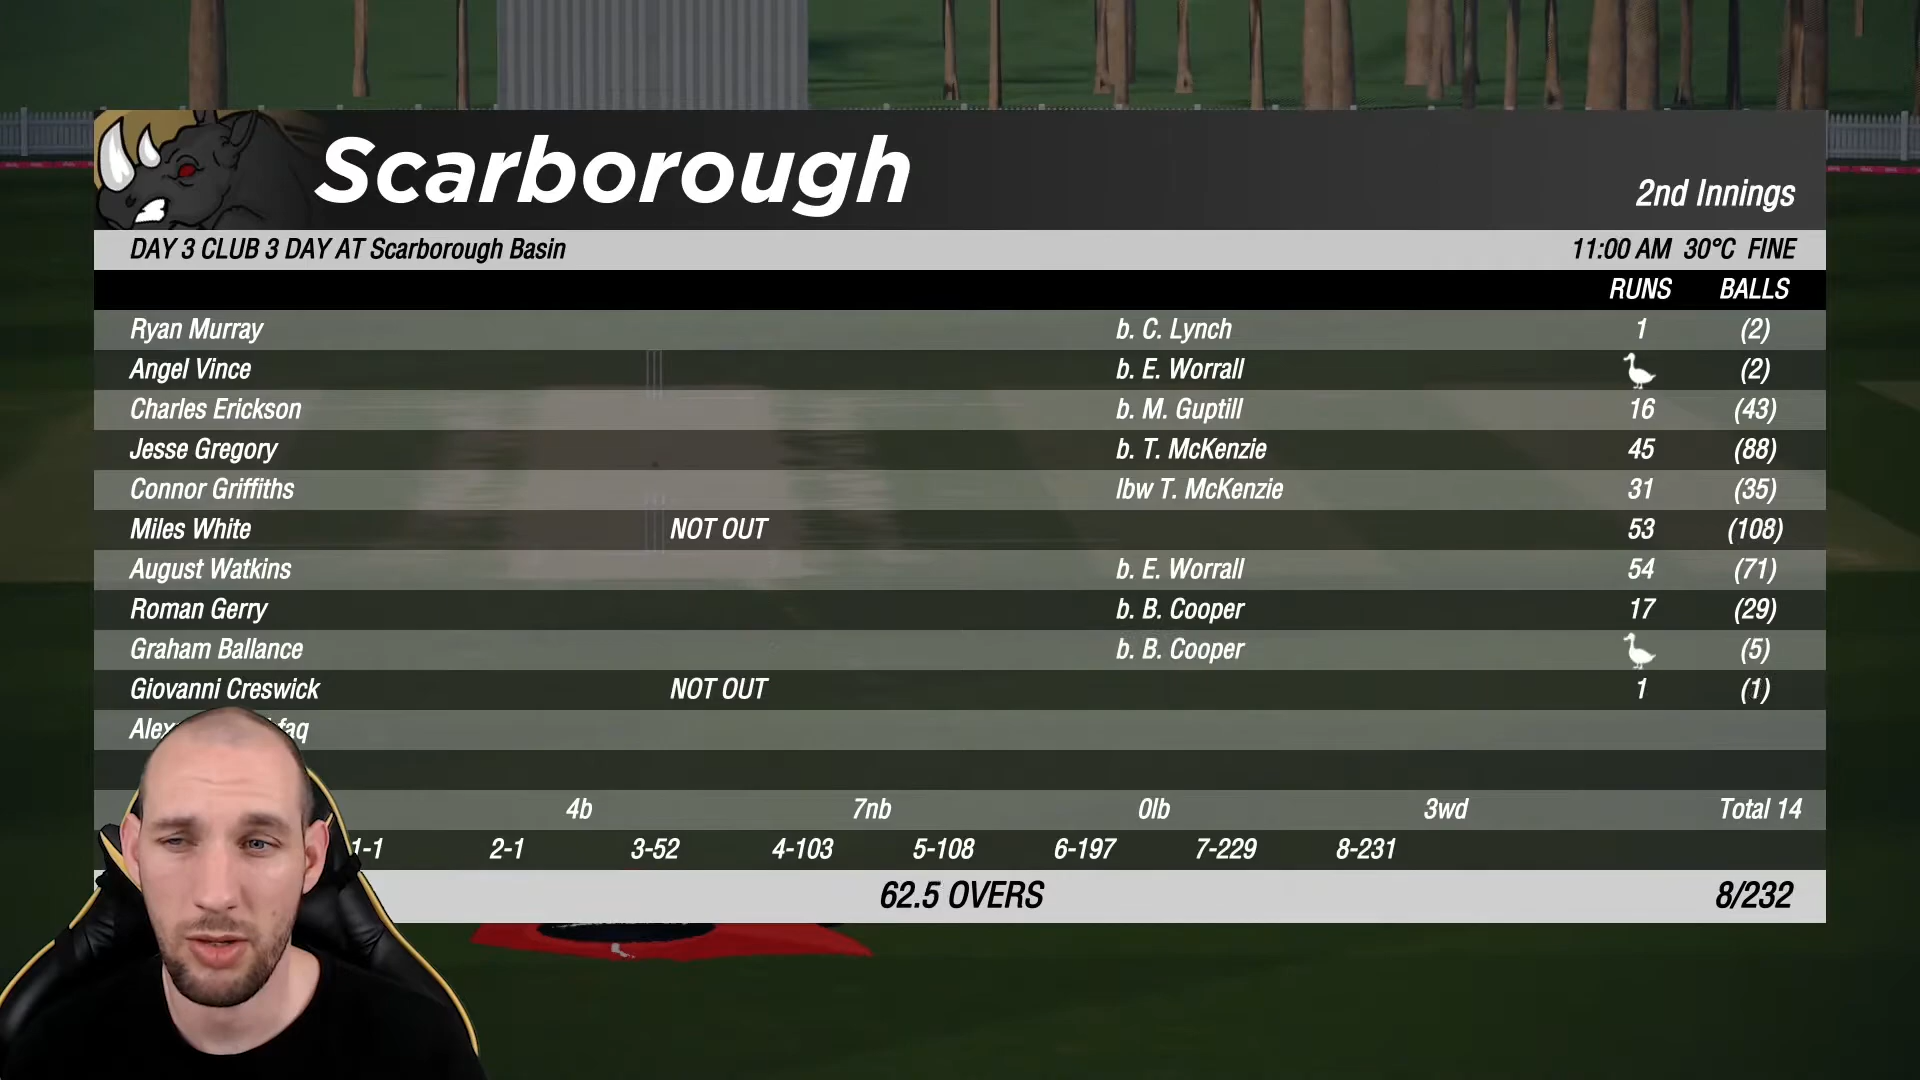 Scarborough
2nd Innings
DAY 3 CLUB 3 DAY AT Scarborough Basin 11:00 AM 30°C FINE
RUNS BALLS
Ryan Murray b. C. Lynch 1 (2)
Angel Vince b. E. Worrall (2)
Charles Erickson b. M. Guptill 16 (43)
Jesse Gregory b. T. McKenzie 45 (88)
Connor Griffiths lbw T. McKenzie 31 (35)
Miles White NOT OUT 53 (108)
August Watkins b. E. Worrall 54 (71)
Roman Gerry b. B. Cooper 17 (29)
Graham Ballance b. B. Cooper (5)
Giovanni Creswick NOT OUT 1 (1)
4b 7nb 0lb 3wd Total 14
1-1 2-1 3-52 4-103 5-108 6-197 7-229 8-231
62.5 OVERS 8/232